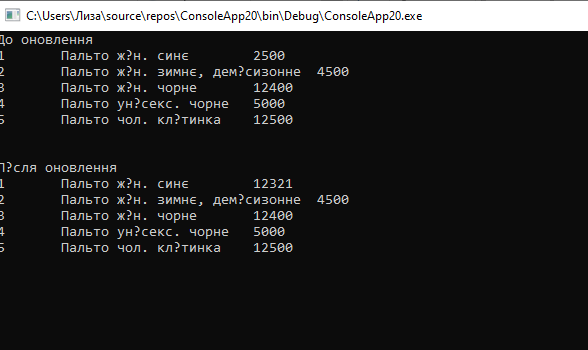 C:\Users\Лиза\source\repos\ConsoleApp20\bin\Debug\ConsoleApp20.exe
До оновлення
1 Пальто ж?н. синє 2500
2 Пальто ж?н. зимнє, дем?сизонне 4500
3 Пальто ж?н. чорне 12400
4 Пальто ун?секс. чорне 5000
5 Пальто чол. кл?тинка 12500
П?сля оновлення
1 Пальто ж?н. синє 12321
2 Пальто ж?н. зимнє, дем?сизонне 4500
3 Пальто ж?н. чорне 12400
4 Пальто ун?секс. чорне 5000
5 Пальто чол. кл?тинка 12500